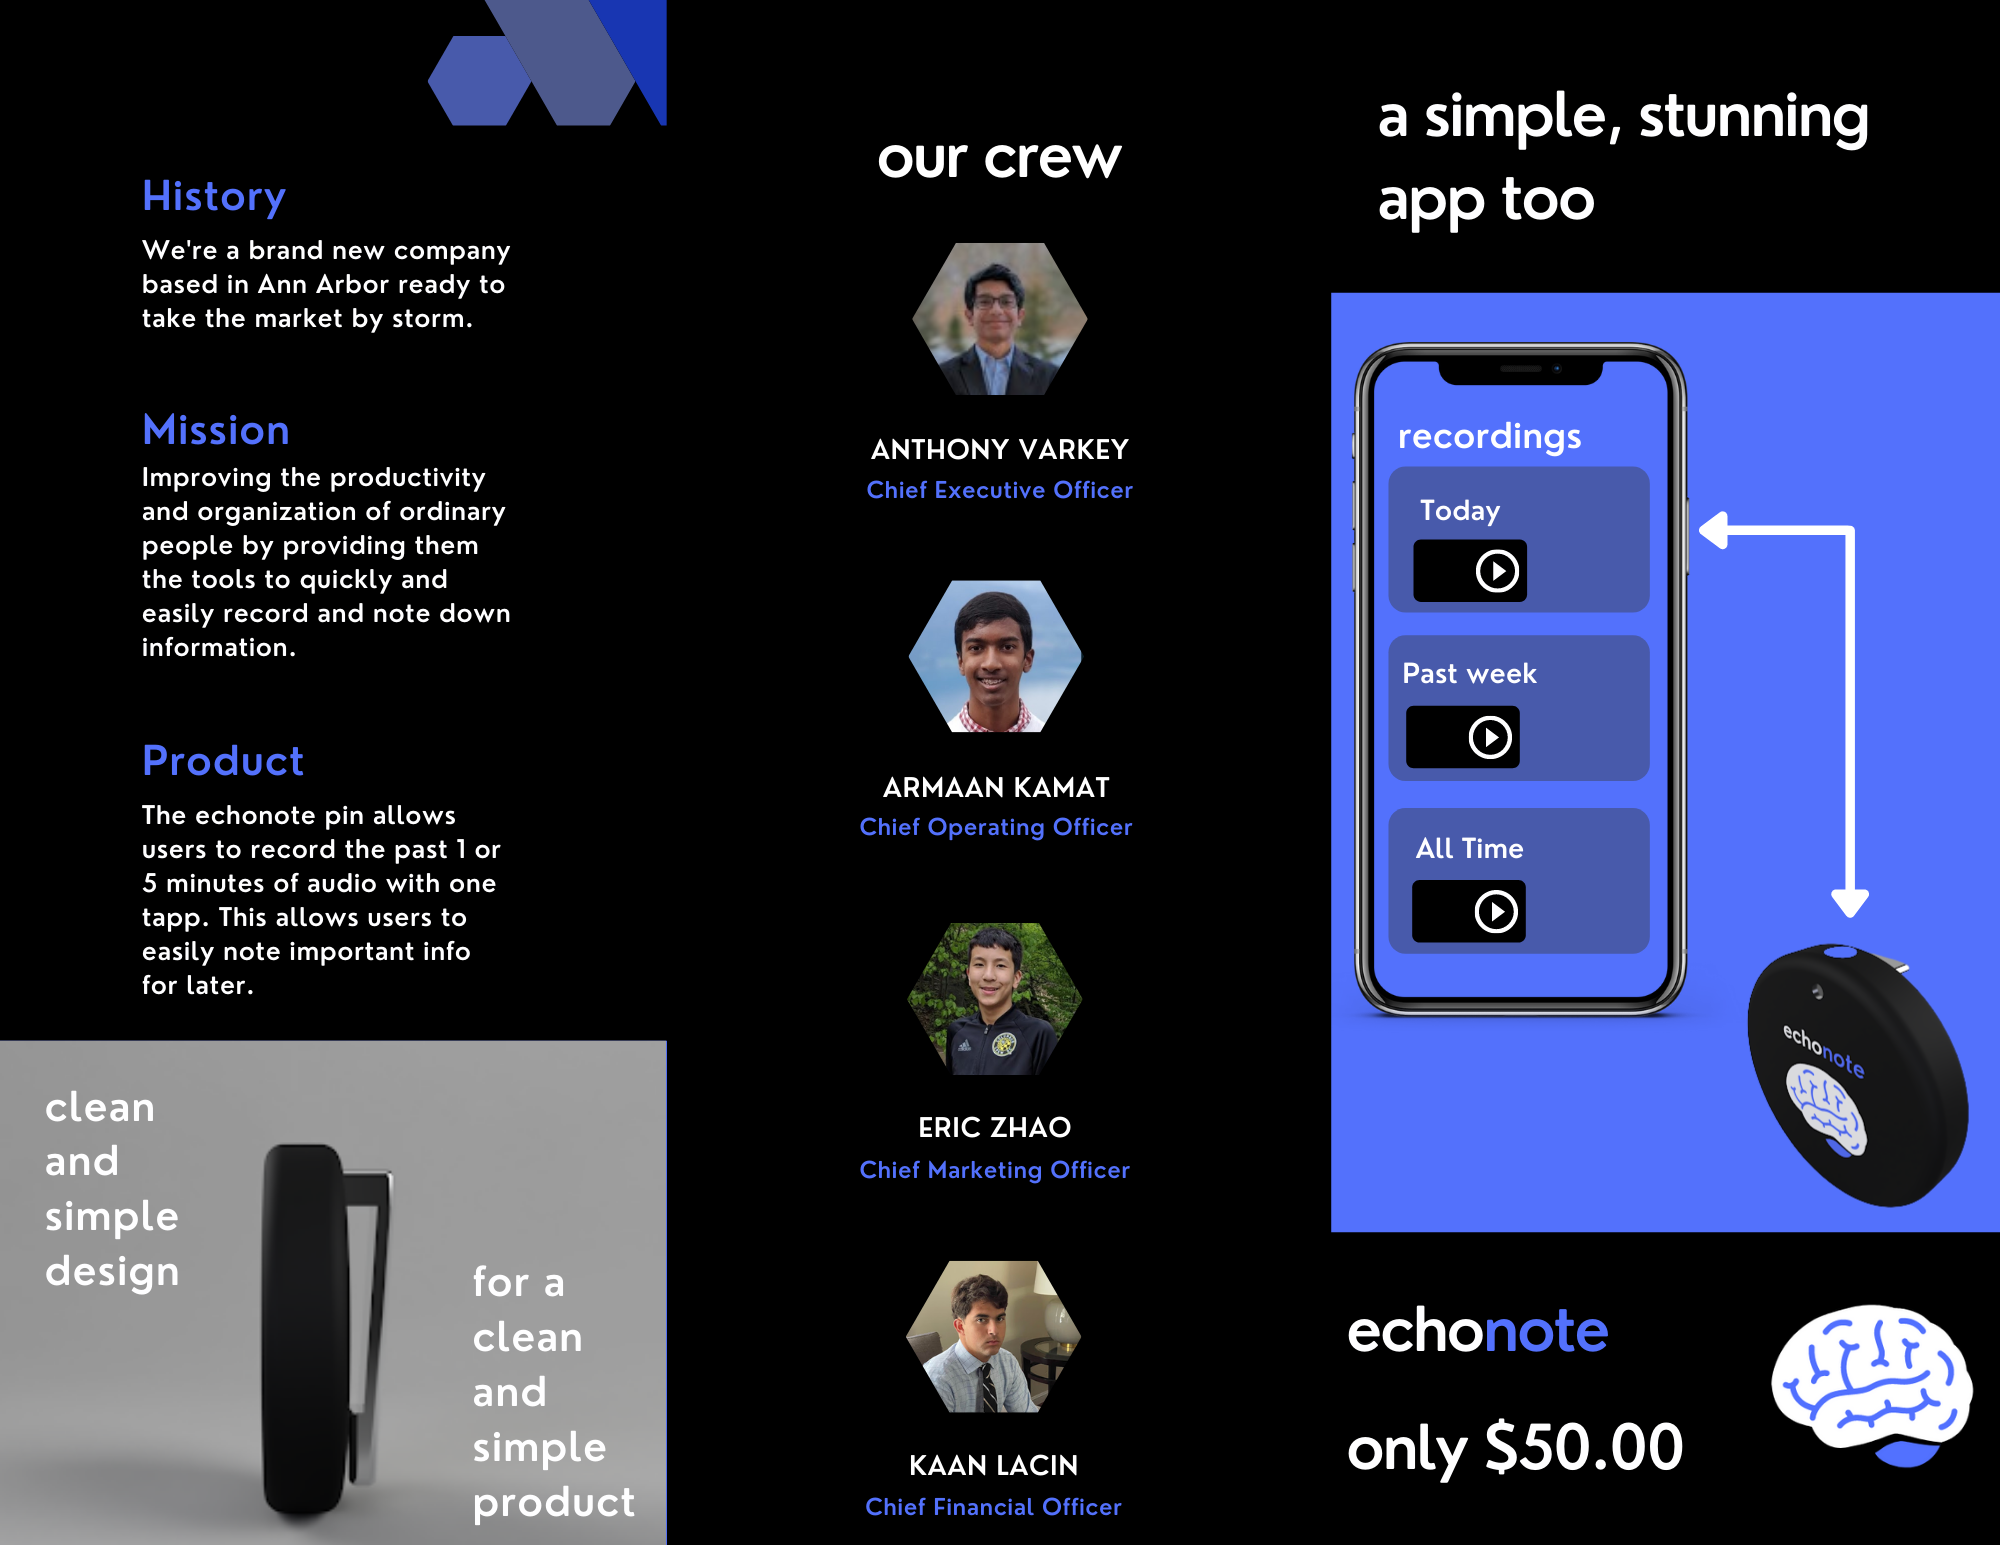 History
We're a brand new company
based in Ann Arbor ready to
take the market by storm.
Mission
Improving the productivity
and organization of ordinary
people by providing them
the tools to quickly and
easily record and note down
information.
Product
The echonote pin allows
users to record the past 1 or
5 minutes of audio with one
tapp. This allows users to
easily note important info
for later.
clean
and
simple
design
for a
clean
and
simple
product
our crew
ANTHONY VARKEY
Chief Executive Officer
ARMAAN KAMAT
Chief Operating Officer
ERIC ZHAO
Chief Marketing Officer
KAAN LACIN
Chief Financial Officer
a simple, stunning
app too
recordings
Today
Past week
All Time
echonote
echonote
only $50.00